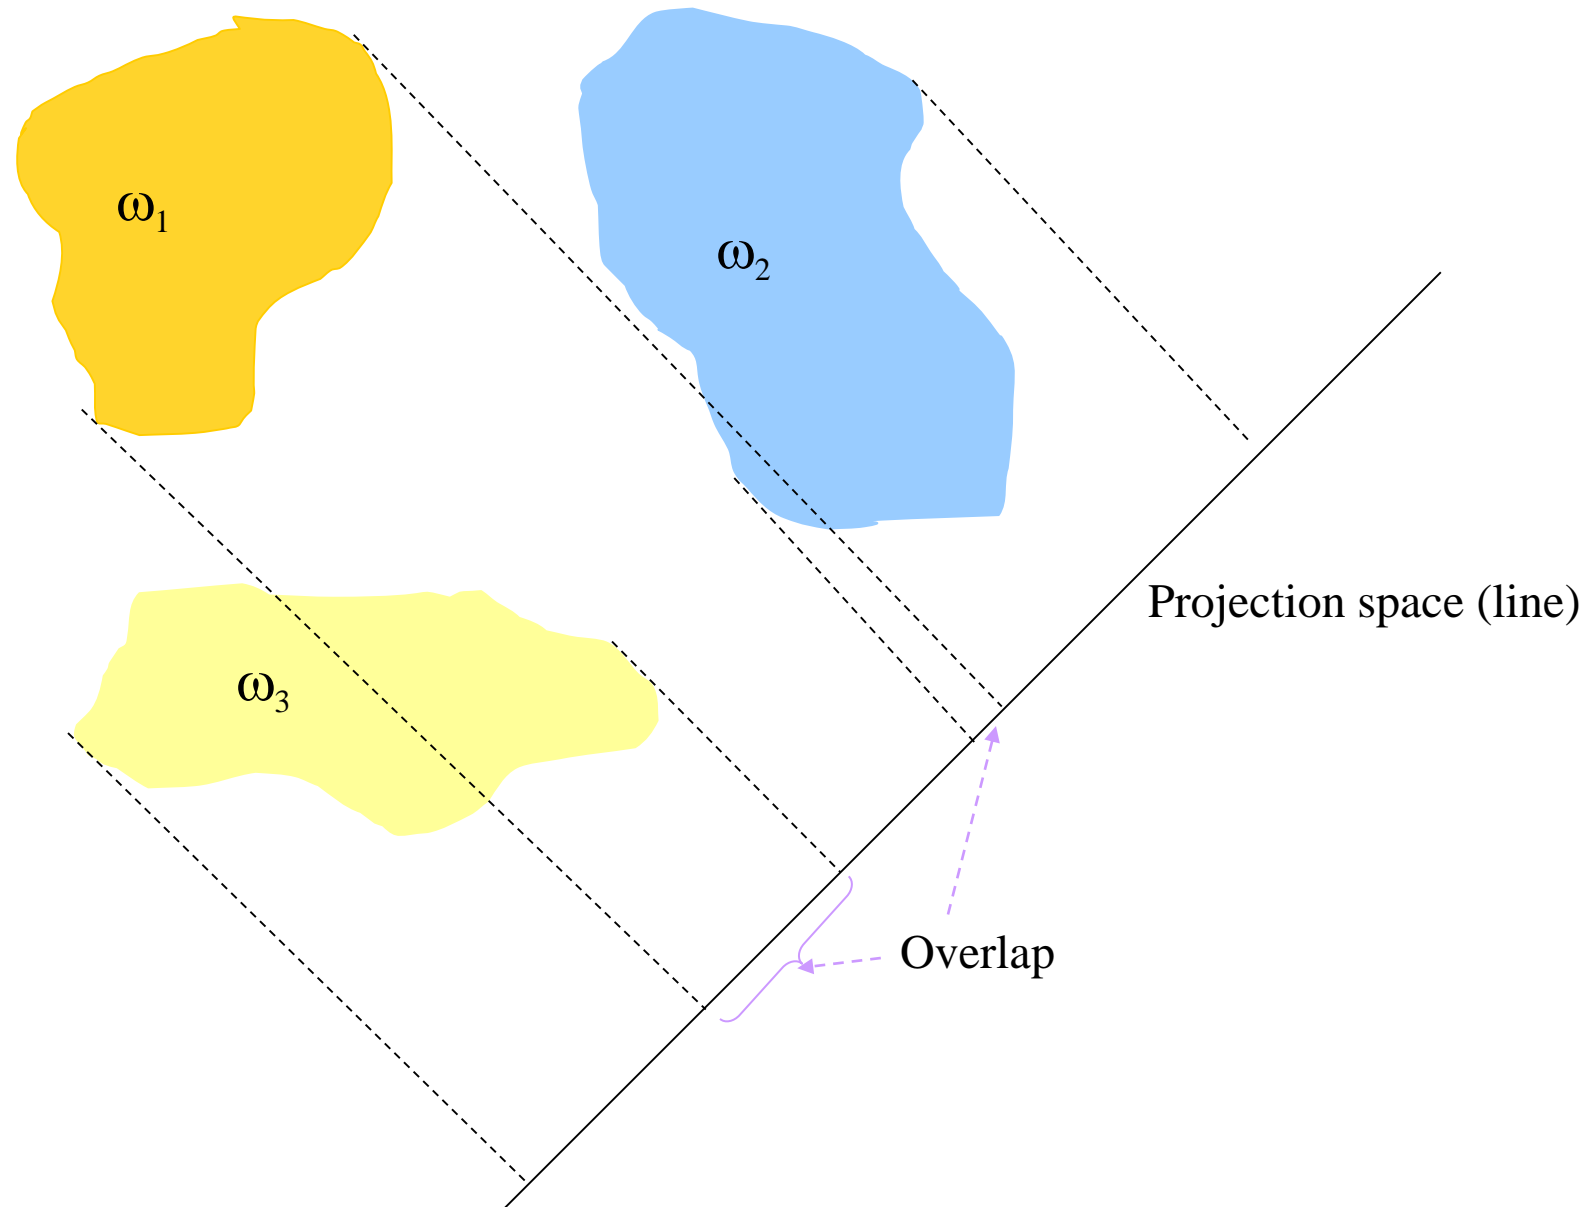 ω₁
ω₂
Projection space (line)
ω₃
Overlap